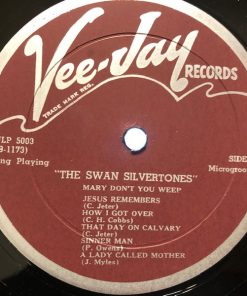 Vee-Jay
RECORDS
TRADE MARK REG.
LP 5003
-1173)
ng Playing
SIDE
Microgroo
"THE SWAN SILVERTONES"
MARY DON'T YOU WEEP
JESUS REMEMBERS
(C. Jeter)
HOW I GOT OVER
(C. H. Cobbs)
THAT DAY ON CALVARY
(C. Jeter)
SINNER MAN
(P. Owens)
A LADY CALLED MOTHER
(J. Myles)